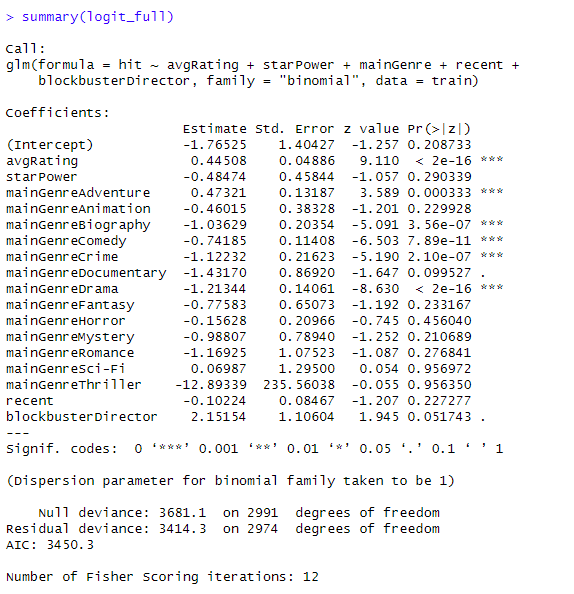 > summary(logit_full)
Call:
glm(formula = hit ~ avgRating + starPower + mainGenre + recent +
    blockbusterDirector, family = "binomial", data = train)
Coefficients:
                     Estimate Std. Error z value Pr(>|z|)
(Intercept)          -1.76525    1.40427  -1.257 0.208733
avgRating             0.44508    0.04886   9.110  < 2e-16 ***
starPower            -0.48474    0.45844  -1.057 0.290339
mainGenreAdventure    0.47321    0.13187   3.589 0.000333 ***
mainGenreAnimation   -0.46015    0.38328  -1.201 0.229928
mainGenreBiography   -1.03629    0.20354  -5.091 3.56e-07 ***
mainGenreComedy      -0.74185    0.11408  -6.503 7.89e-11 ***
mainGenreCrime       -1.12232    0.21623  -5.190 2.10e-07 ***
mainGenreDocumentary -1.43170    0.86920  -1.647 0.099527 .
mainGenreDrama       -1.21344    0.14061  -8.630  < 2e-16 ***
mainGenreFantasy     -0.77583    0.65073  -1.192 0.233167
mainGenreHorror      -0.15628    0.20966  -0.745 0.456040
mainGenreMystery     -0.98807    0.78940  -1.252 0.210689
mainGenreRomance     -1.16925    1.07523  -1.087 0.276841
mainGenreSci-Fi       0.06987    1.29500   0.054 0.956972
mainGenreThriller   -12.89339  235.56038  -0.055 0.956350
recent               -0.10224    0.08467  -1.207 0.227277
blockbusterDirector   2.15154    1.10604   1.945 0.051743 .
---
Signif. codes:  0 ‘***’ 0.001 ‘**’ 0.01 ‘*’ 0.05 ‘.’ 0.1 ‘ ’ 1
(Dispersion parameter for binomial family taken to be 1)
    Null deviance: 3681.1  on 2991  degrees of freedom
Residual deviance: 3414.3  on 2974  degrees of freedom
AIC: 3450.3
Number of Fisher Scoring iterations: 12